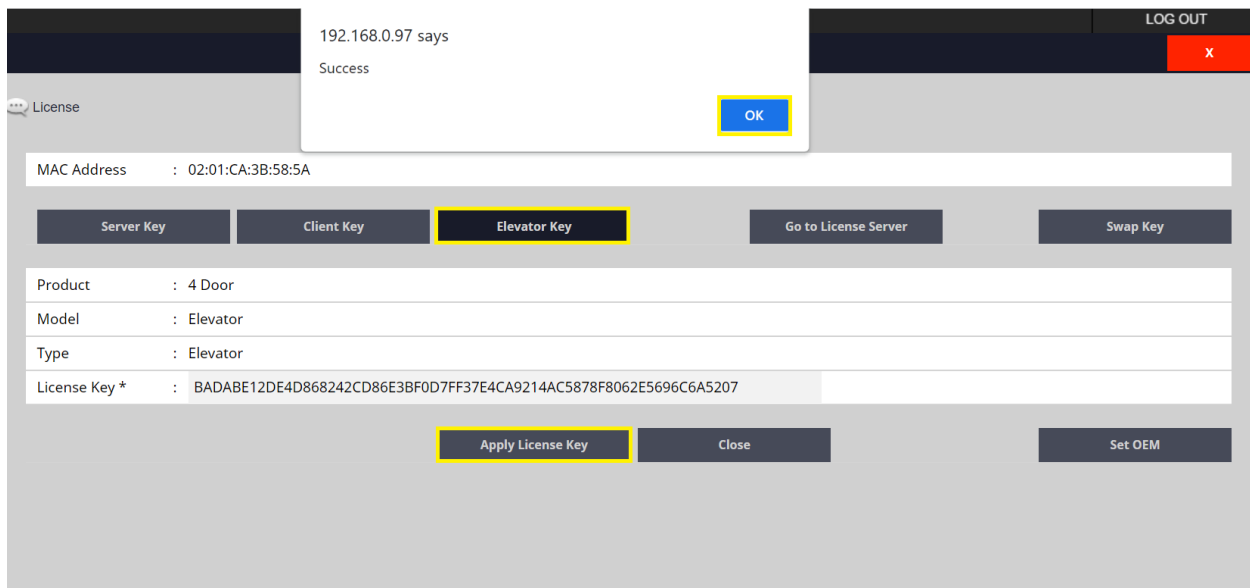 LOG OUT
192.168.0.97 says
X
Success
License
OK
MAC Address : 02:01:CA:3B:58:5A
Server Key Client Key Elevator Key Go to License Server Swap Key
Product : 4 Door
Model : Elevator
Type : Elevator
License Key * : BADABE12DE4D868242CD86E3BF0D7FF37E4CA9214AC5878F8062E5696C6A5207
Apply License Key Close Set OEM